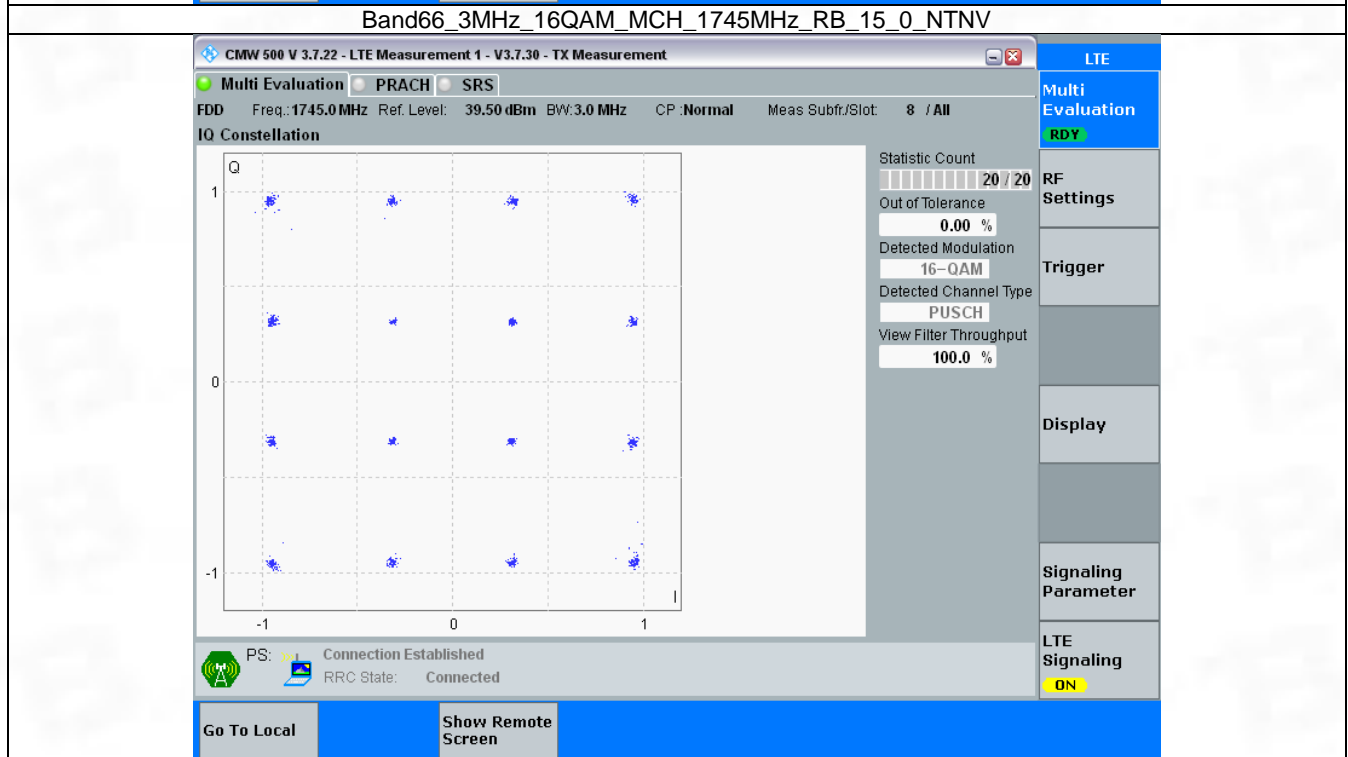 Band66_3MHz_16QAM_MCH_1745MHz_RB_15_0_NTNV
CMW 500 V 3.7.22 - LTE Measurement 1 - V3.7.30 - TX Measurement
LTE
Multi Evaluation PRACH SRS
Multi
Evaluation
RDY
FDD Freq.:1745.0 MHz Ref. Level: 39.50 dBm BW:3.0 MHz CP :Normal Meas Subfr./Slot: 8 / All
IQ Constellation
Q
1
0
-1
I
-1 0 1
Statistic Count
20 / 20
Out of Tolerance
0.00 %
Detected Modulation
16-QAM
Detected Channel Type
PUSCH
View Filter Throughput
100.0 %
RF
Settings
Trigger
Display
Signaling
Parameter
LTE
Signaling
ON
PS: Connection Established
RRC State: Connected
Go To Local
Show Remote
Screen